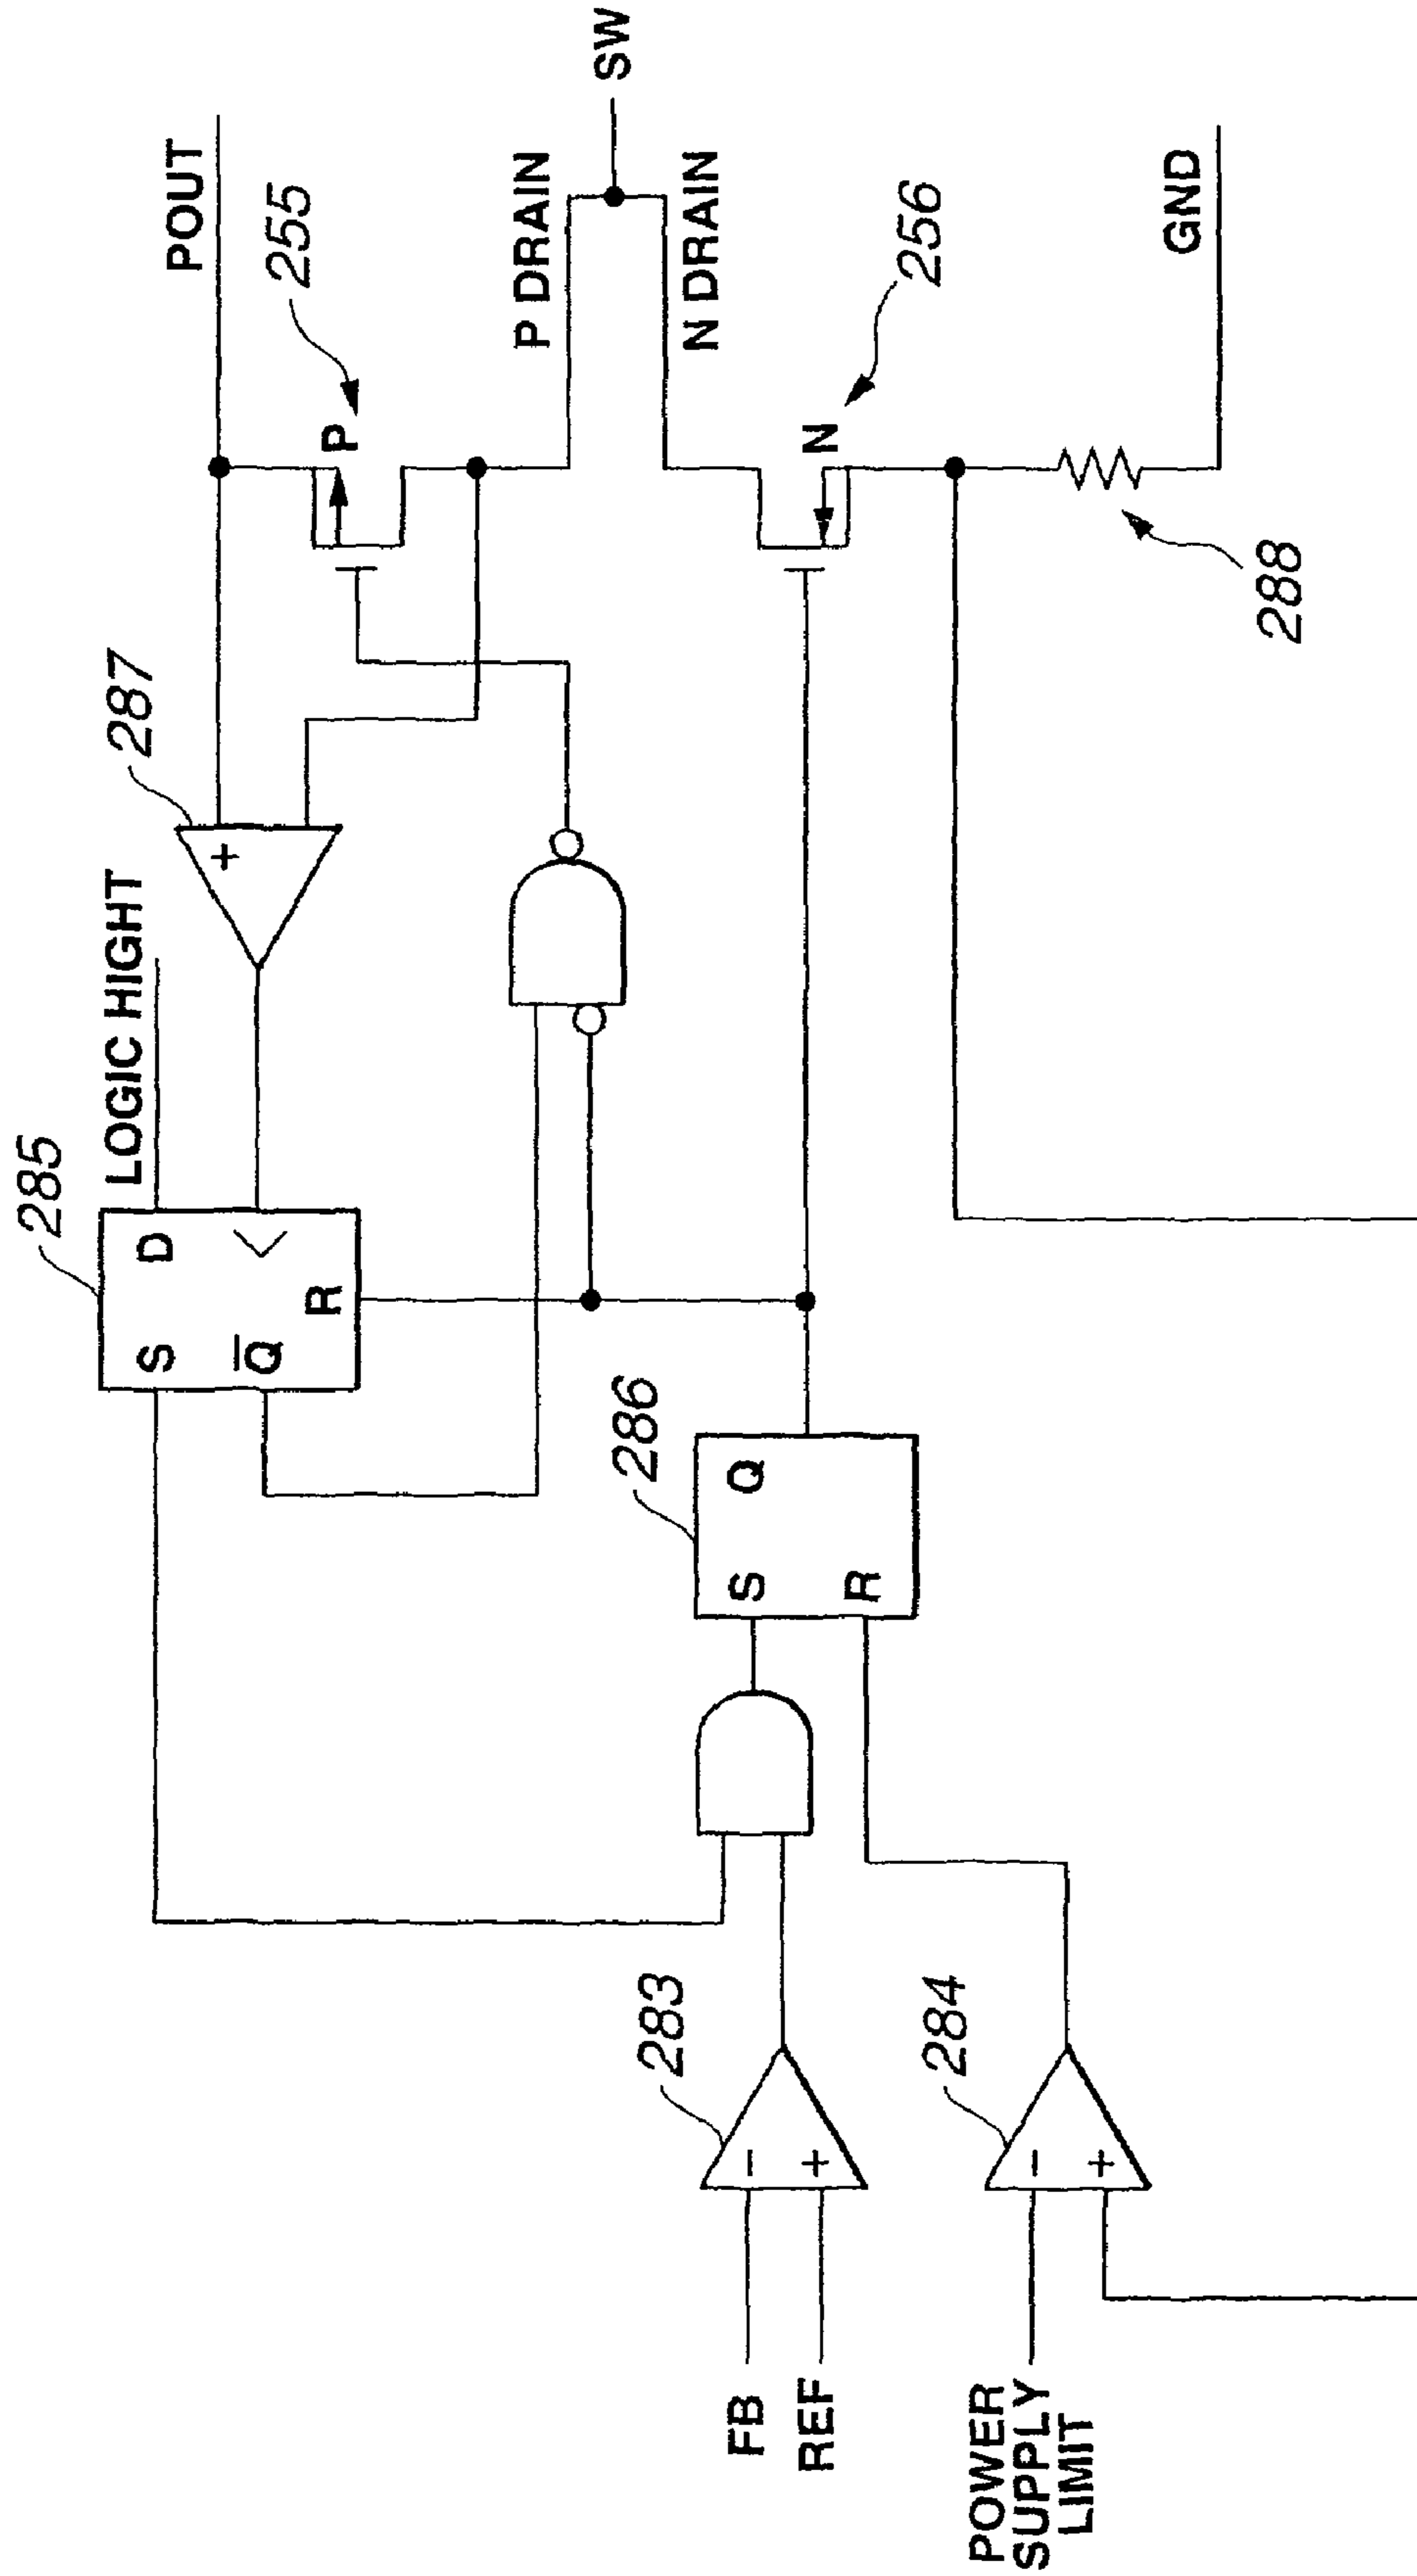 285
LOGIC HIGHT
287
S
D
POUT
+
Q̅
255
R
P
P DRAIN
SW
286
283
N DRAIN
FB
−
S
Q
REF
+
N
R
256
284
POWER
SUPPLY
LIMIT
−
+
GND
288